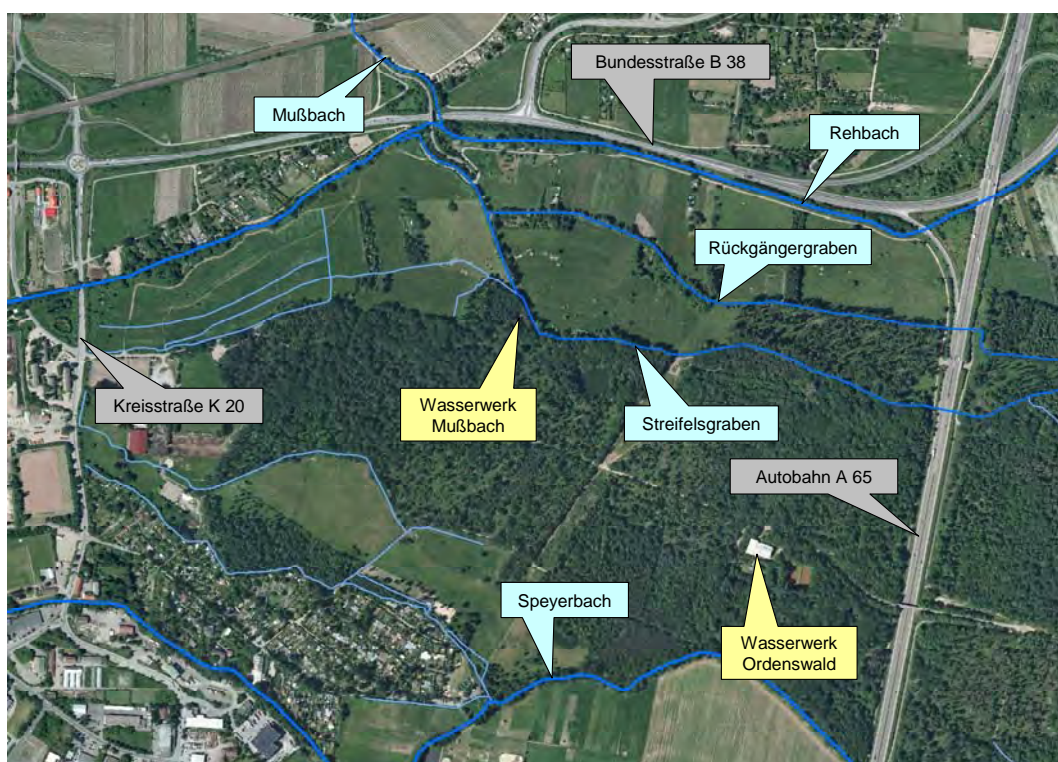 Bundesstraße B 38
Mußbach
Rehbach
Rückgängergraben
Kreisstraße K 20
Wasserwerk
Mußbach
Streifelsgraben
Autobahn A 65
Speyerbach
Wasserwerk
Ordenswald